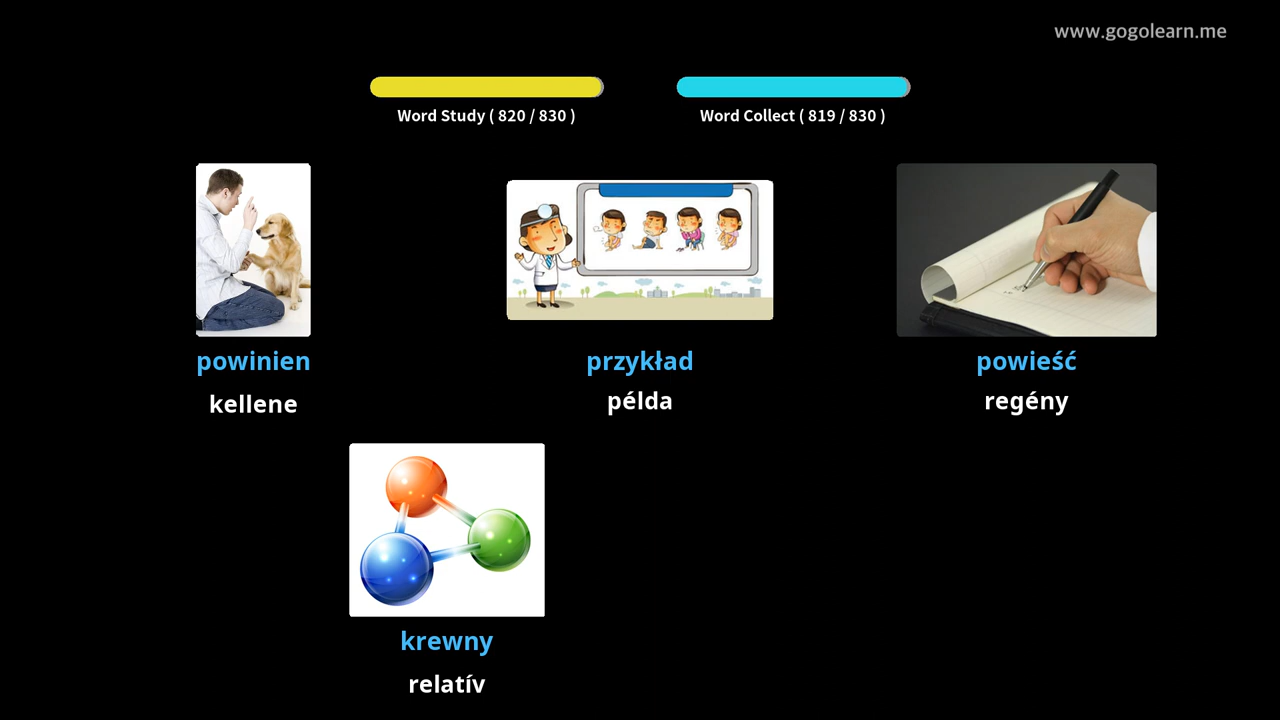 www.gogolearn.me
Word Study ( 820 / 830 )
Word Collect ( 819 / 830 )
powinien
przykład
powieść
kellene
példa
regény
krewny
relatív